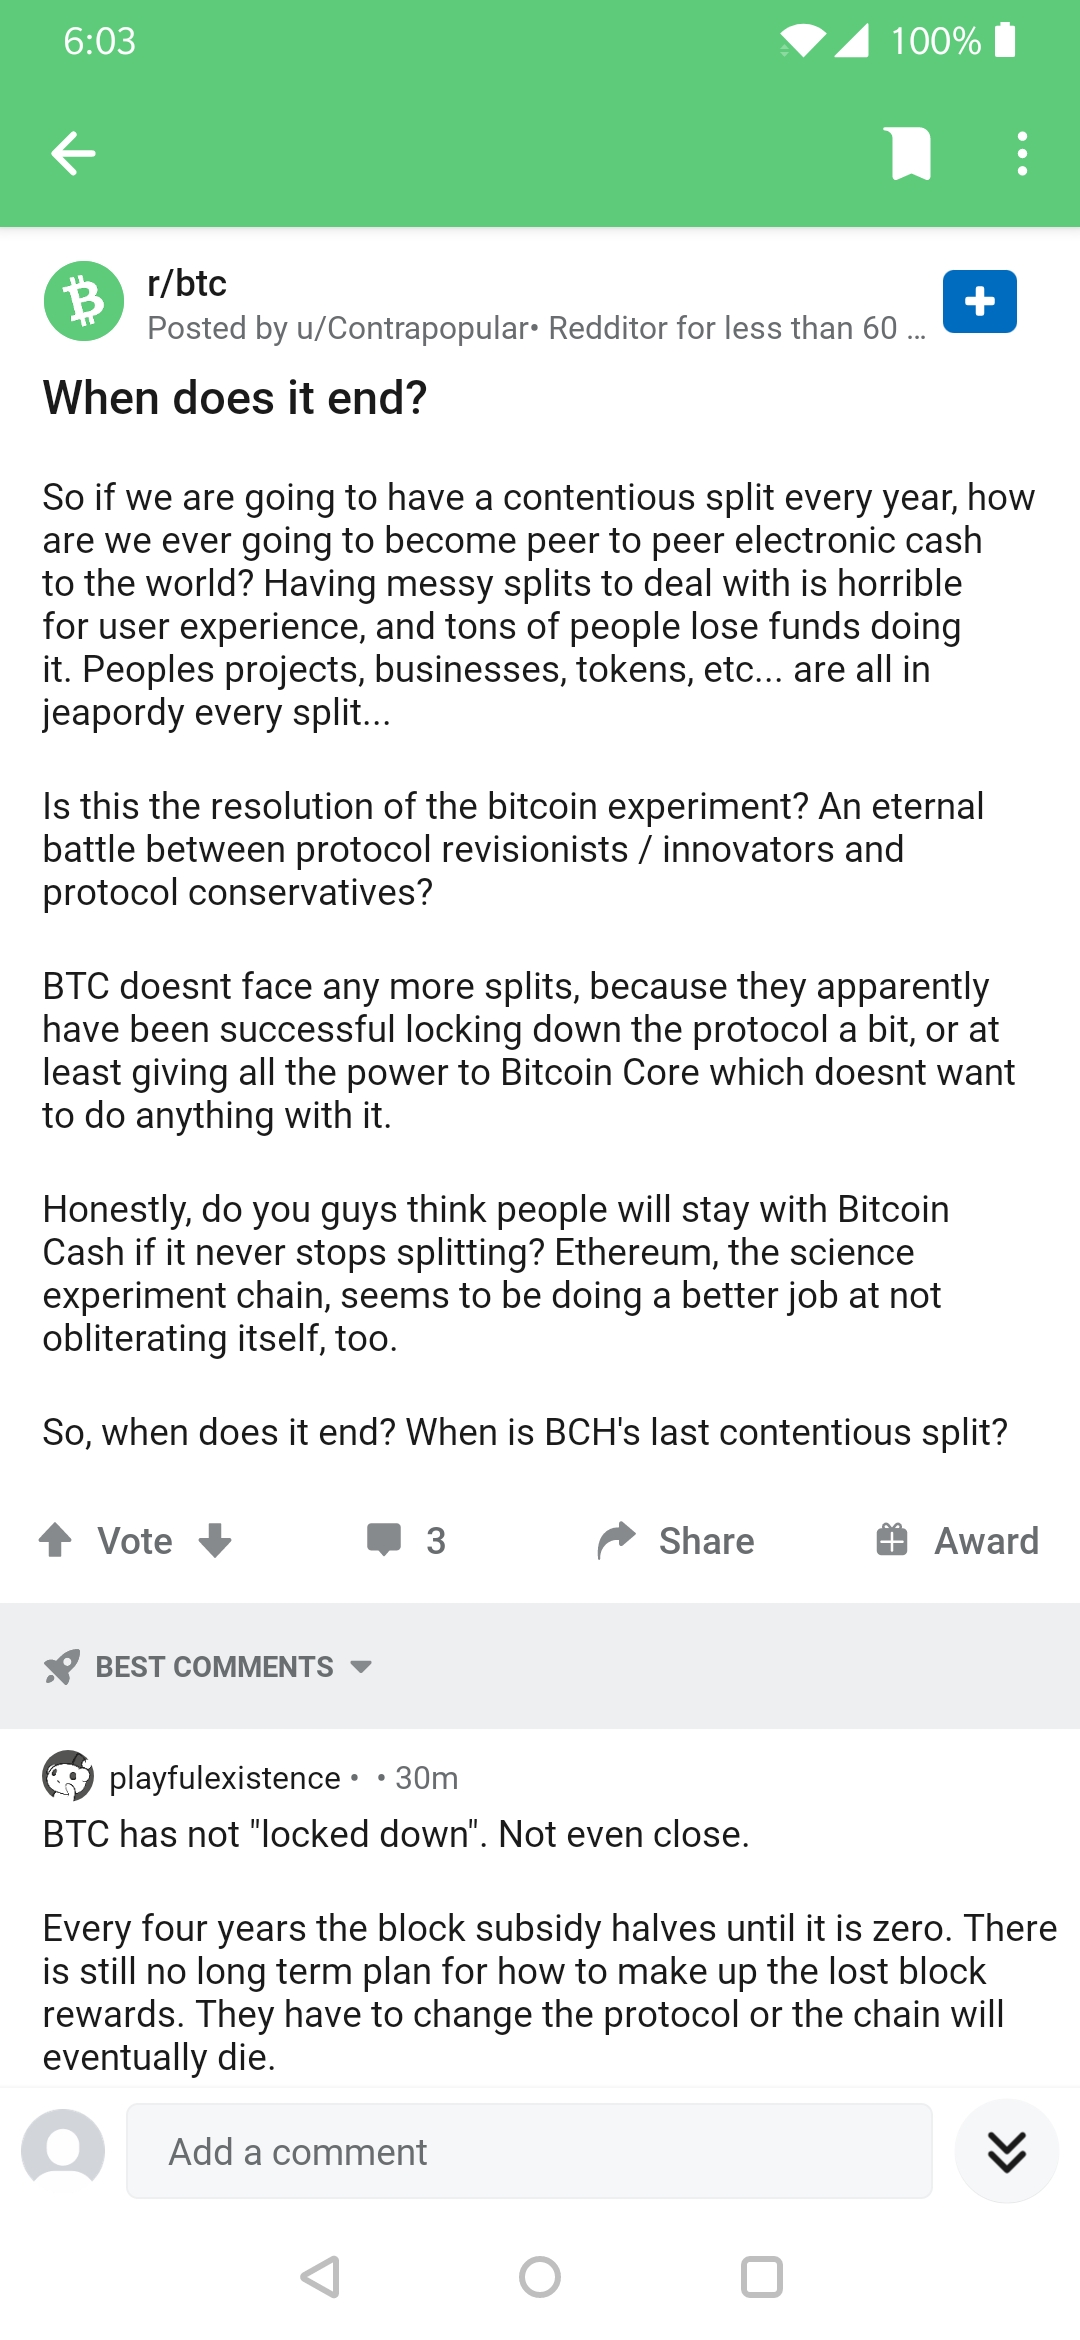 6:03
100%
r/btc
Posted by u/Contrapopular• Redditor for less than 60 ...
When does it end?
So if we are going to have a contentious split every year, how
are we ever going to become peer to peer electronic cash
to the world? Having messy splits to deal with is horrible
for user experience, and tons of people lose funds doing
it. Peoples projects, businesses, tokens, etc... are all in
jeapordy every split...
Is this the resolution of the bitcoin experiment? An eternal
battle between protocol revisionists / innovators and
protocol conservatives?
BTC doesnt face any more splits, because they apparently
have been successful locking down the protocol a bit, or at
least giving all the power to Bitcoin Core which doesnt want
to do anything with it.
Honestly, do you guys think people will stay with Bitcoin
Cash if it never stops splitting? Ethereum, the science
experiment chain, seems to be doing a better job at not
obliterating itself, too.
So, when does it end? When is BCH's last contentious split?
Vote
3
Share
Award
BEST COMMENTS
playfulexistence • • 30m
BTC has not "locked down". Not even close.
Every four years the block subsidy halves until it is zero. There
is still no long term plan for how to make up the lost block
rewards. They have to change the protocol or the chain will
eventually die.
Add a comment